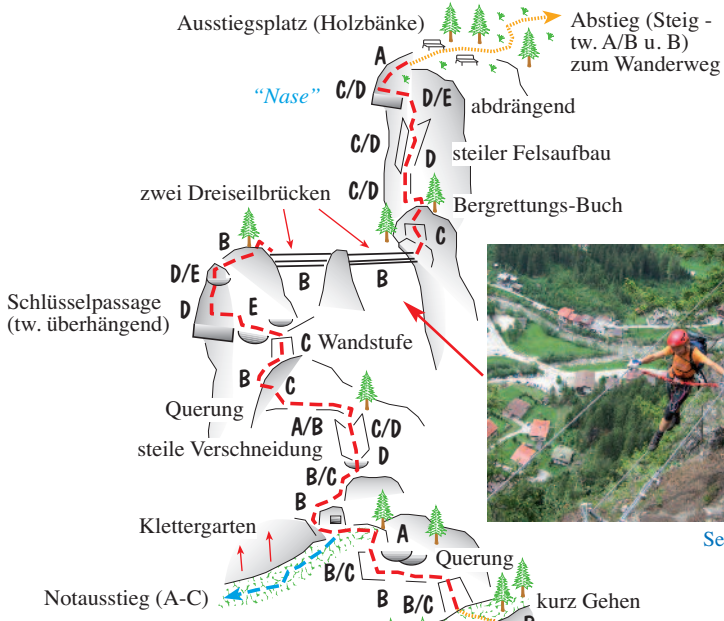 Ausstiegsplatz (Holzbänke)
Abstieg (Steig -
tw. A/B u. B)
zum Wanderweg
A
"Nase"
C/D
D/E
abdrängend
C/D
D
steiler Felsaufbau
C/D
zwei Dreiseilbrücken
Bergrettungs-Buch
C
B
B
B
D/E
Schlüsselpassage
(tw. überhängend)
D
E
C
Wandstufe
B
C
Querung
A/B
C/D
steile Verschneidung
D
B/C
B
Klettergarten
A
Querung
Se
B/C
Notausstieg (A-C)
B
B/C
kurz Gehen